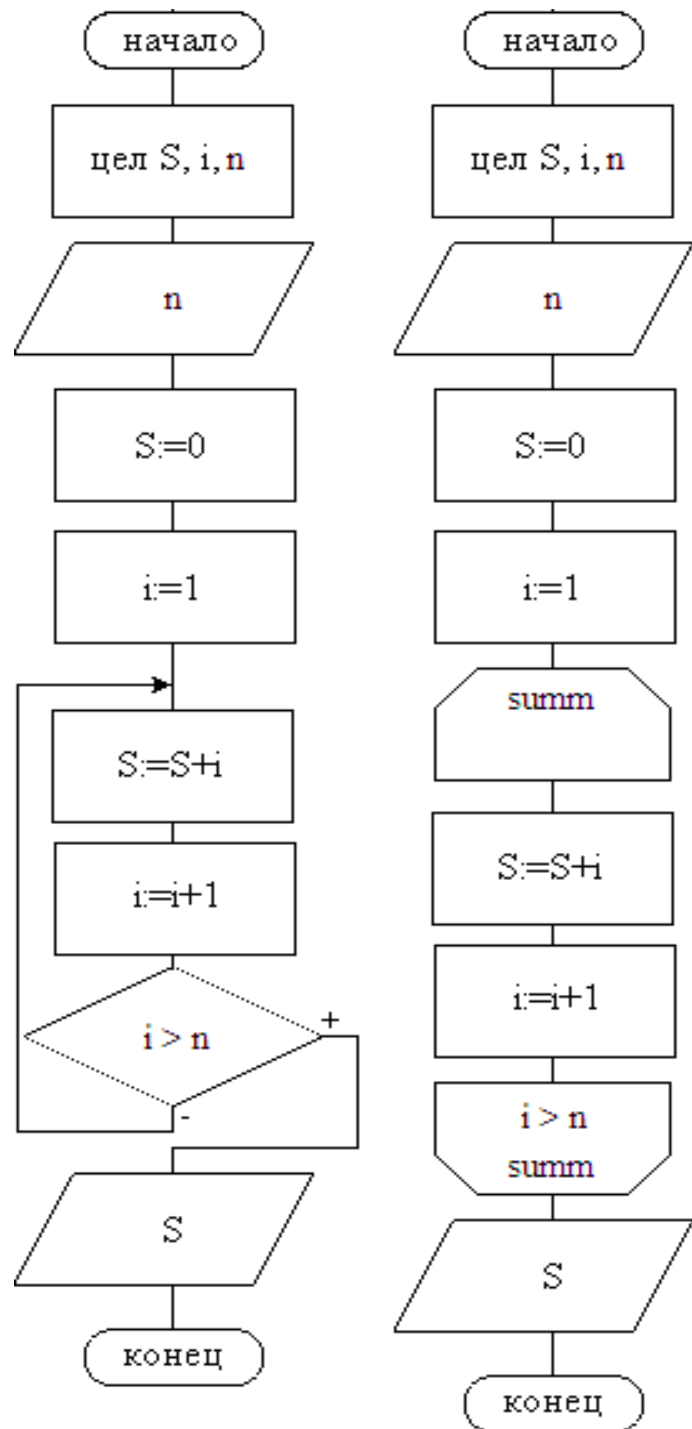 начало
цел S, i, n
n
S:=0
i:=1
S:=S+i
i:=i+1
i > n
+
-
S
конец
начало
цел S, i, n
n
S:=0
i:=1
summ
S:=S+i
i:=i+1
i > n
summ
S
конец